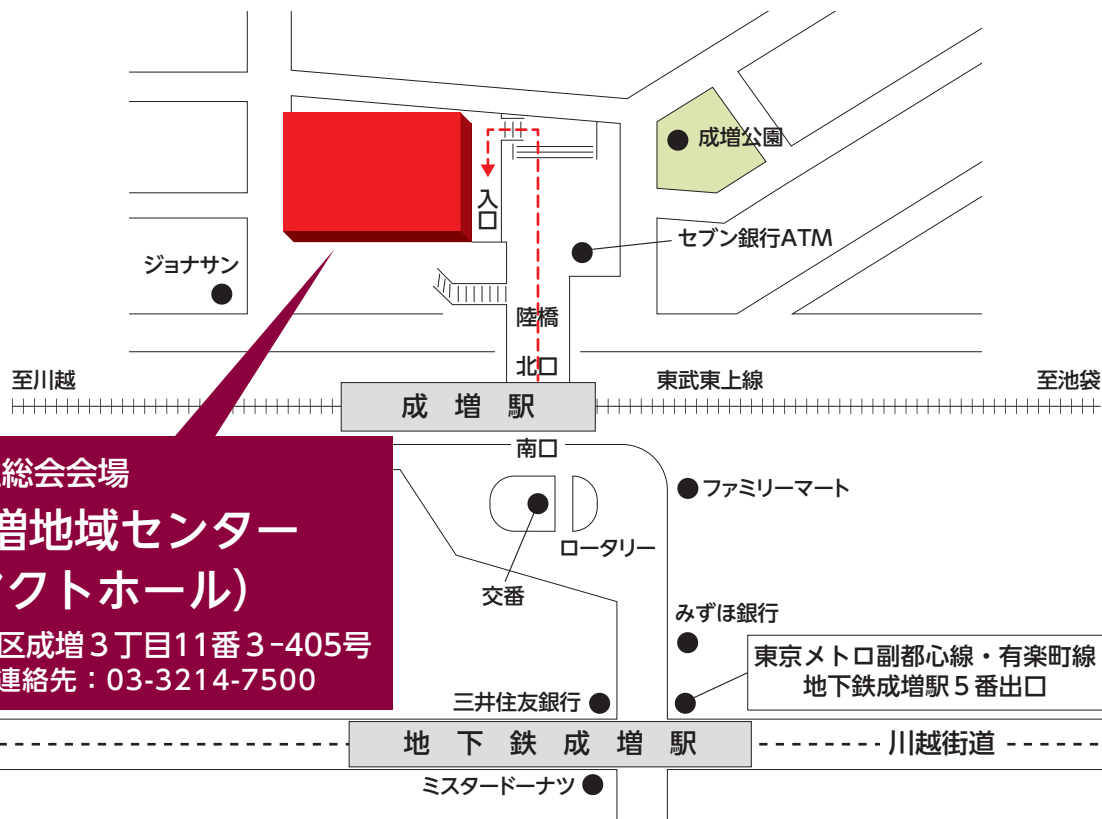 成増公園
入口
セブン銀行ATM
ジョナサン
陸橋
北口
至川越
東武東上線
至池袋
成増駅
南口
総会会場
増地域センター
クトホール）
区成増３丁目11番３-405号
連絡先：03-3214-7500
ファミリーマート
ロータリー
交番
みずほ銀行
東京メトロ副都心線・有楽町線
地下鉄成増駅５番出口
三井住友銀行
地下鉄成増駅
川越街道
ミスタードーナツ